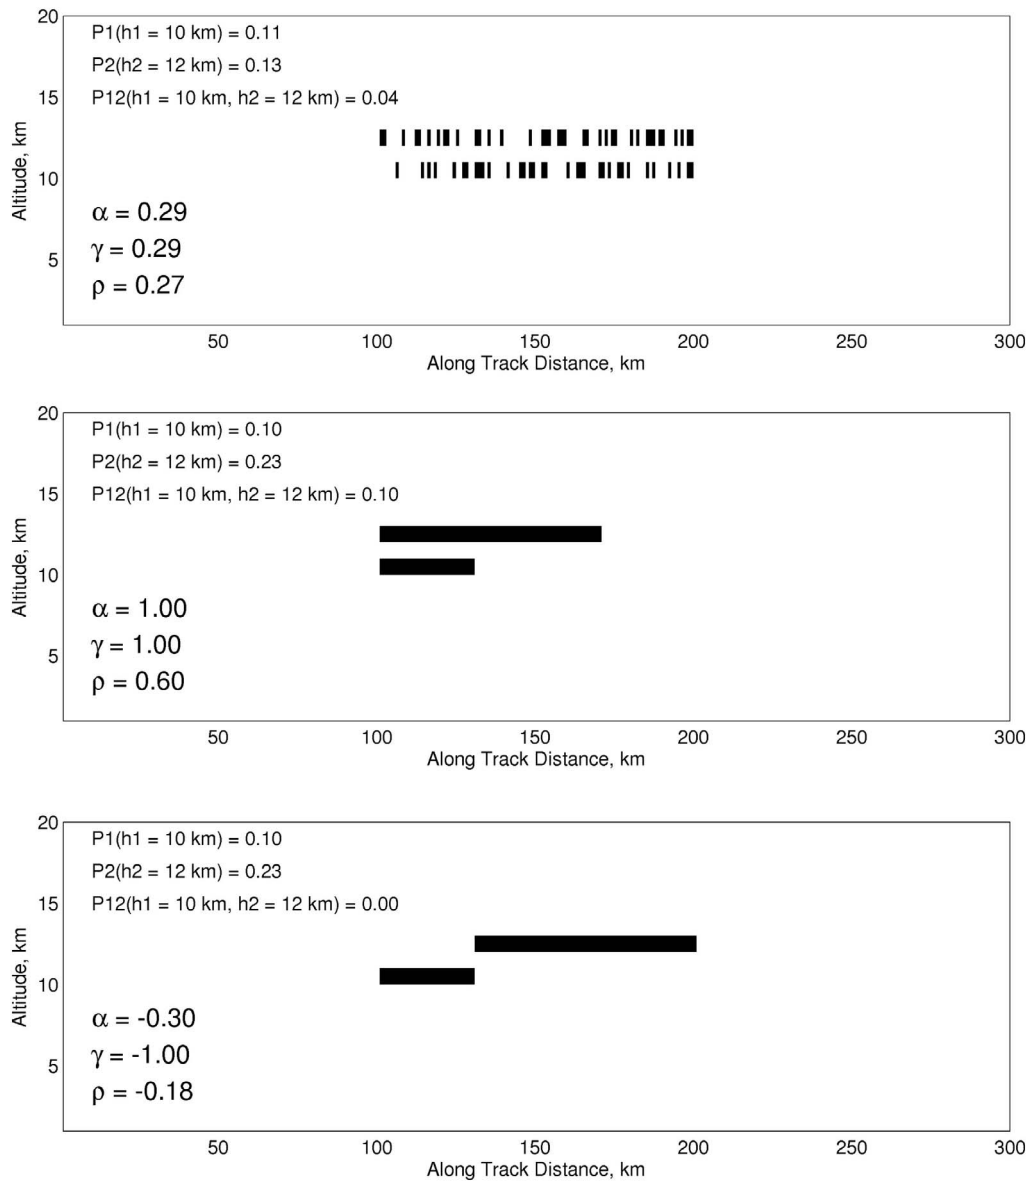 20
P1(h1 = 10 km) = 0.11
P2(h2 = 12 km) = 0.13
15
P12(h1 = 10 km, h2 = 12 km) = 0.04
Altitude, km
10
α = 0.29
γ = 0.29
5
ρ = 0.27
50 100 150 200 250 300
Along Track Distance, km
20
P1(h1 = 10 km) = 0.10
P2(h2 = 12 km) = 0.23
15
P12(h1 = 10 km, h2 = 12 km) = 0.10
Altitude, km
10
α = 1.00
γ = 1.00
5
ρ = 0.60
50 100 150 200 250 300
Along Track Distance, km
20
P1(h1 = 10 km) = 0.10
P2(h2 = 12 km) = 0.23
15
P12(h1 = 10 km, h2 = 12 km) = 0.00
Altitude, km
10
α = -0.30
γ = -1.00
5
ρ = -0.18
50 100 150 200 250 300
Along Track Distance, km